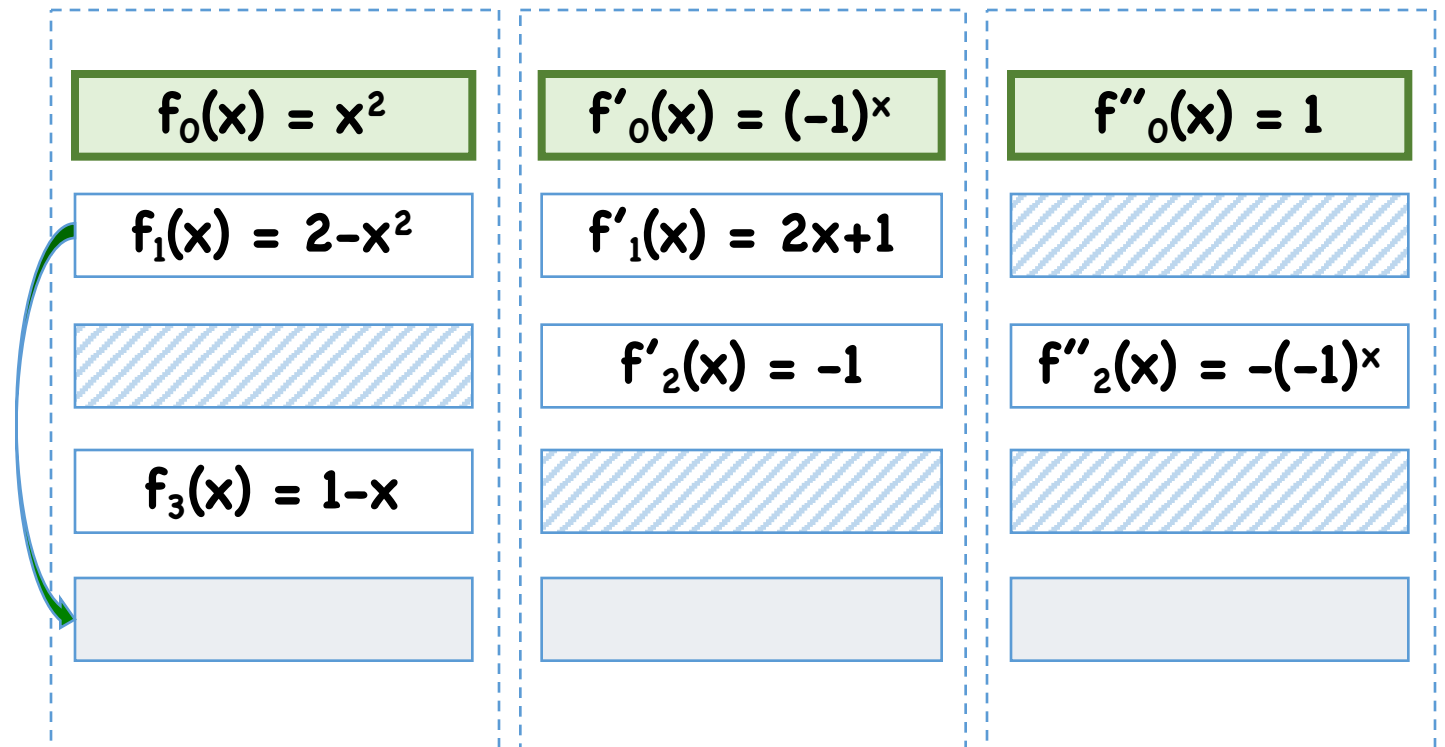 f₀(x) = x²
f′₀(x) = (-1)ˣ
f″₀(x) = 1
f₁(x) = 2-x²
f′₁(x) = 2x+1
f′₂(x) = -1
f″₂(x) = -(-1)ˣ
f₃(x) = 1-x